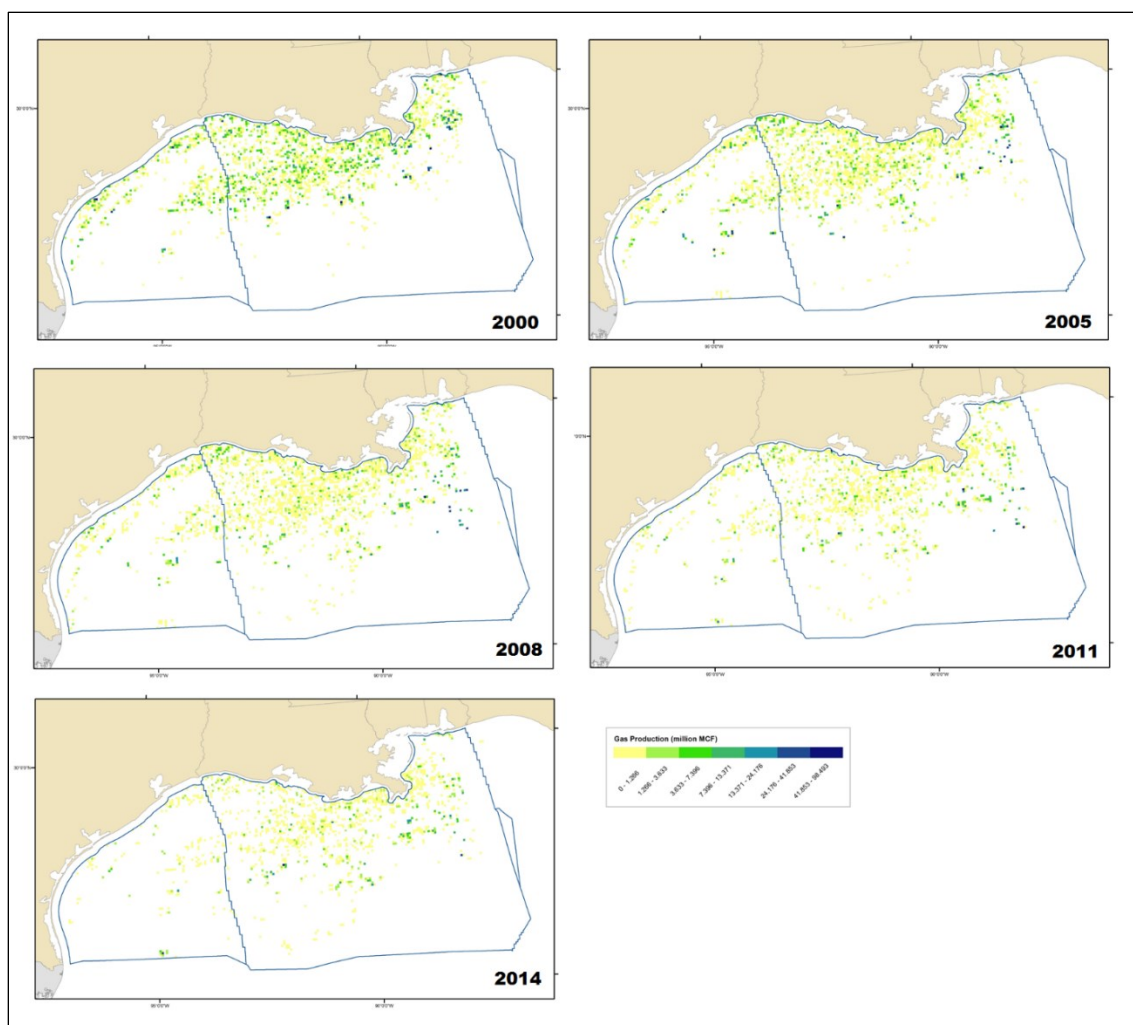 2000
2005
2008
2011
2014
Gas Production (million MCF)
0 - 1.266
1.266 - 3.633
3.633 - 7.396
7.396 - 13.371
13.371 - 24.176
24.176 - 41.853
41.853 - 98.493